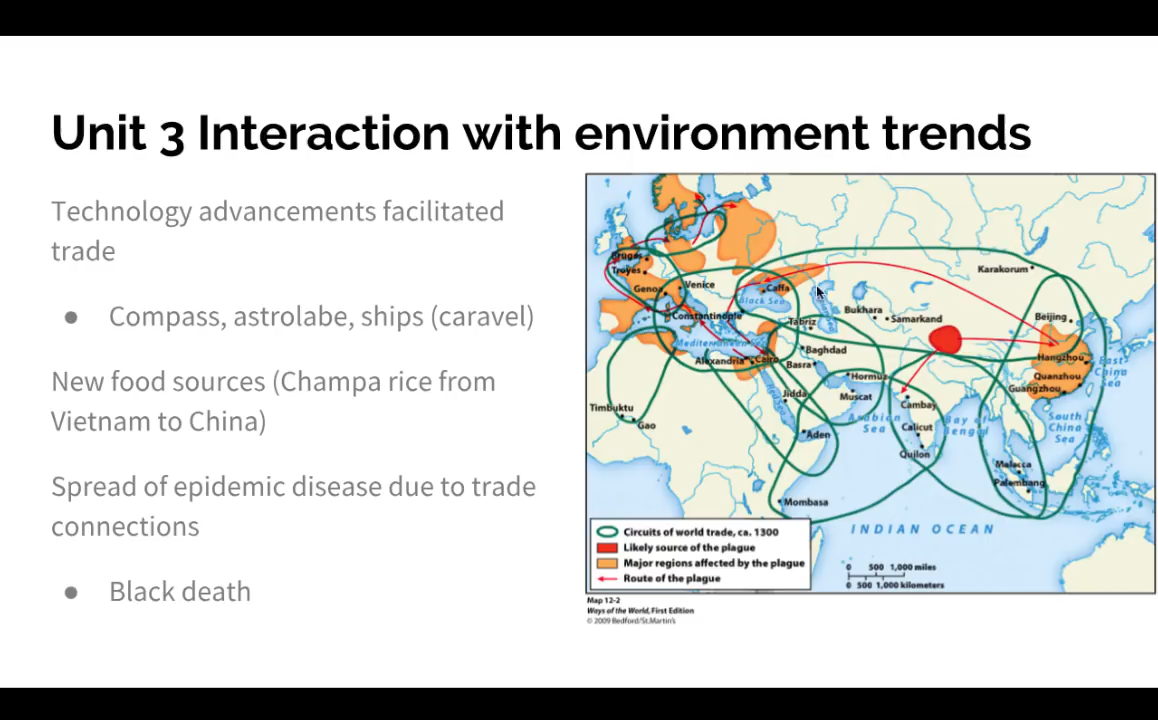 Unit 3 Interaction with environment trends
Technology advancements facilitated
trade
● Compass, astrolabe, ships (caravel)
New food sources (Champa rice from
Vietnam to China)
Spread of epidemic disease due to trade
connections
● Black death
Bruges
Troyes
Genoa
Venice
Caffa
Black Sea
Constantinople
Mediterranean Sea
Alexandria
Cairo
Tabriz
Baghdad
Basra
Bukhara
Samarkand
Karakorum
Beijing
Hangzhou
Quanzhou
Guangzhou
East
China
Sea
South
China
Sea
Hormuz
Muscat
Jidda
Aden
Arabian
Sea
Cambay
Calicut
Quilon
Bay of
Bengal
Malacca
Palembang
Timbuktu
Gao
Mombasa
INDIAN OCEAN
Circuits of world trade, ca. 1300
Likely source of the plague
Major regions affected by the plague
Route of the plague
0 500 1,000 miles
0 500 1,000 kilometers
Map 12-2
Ways of the World, First Edition
© 2009 Bedford/St.Martin's